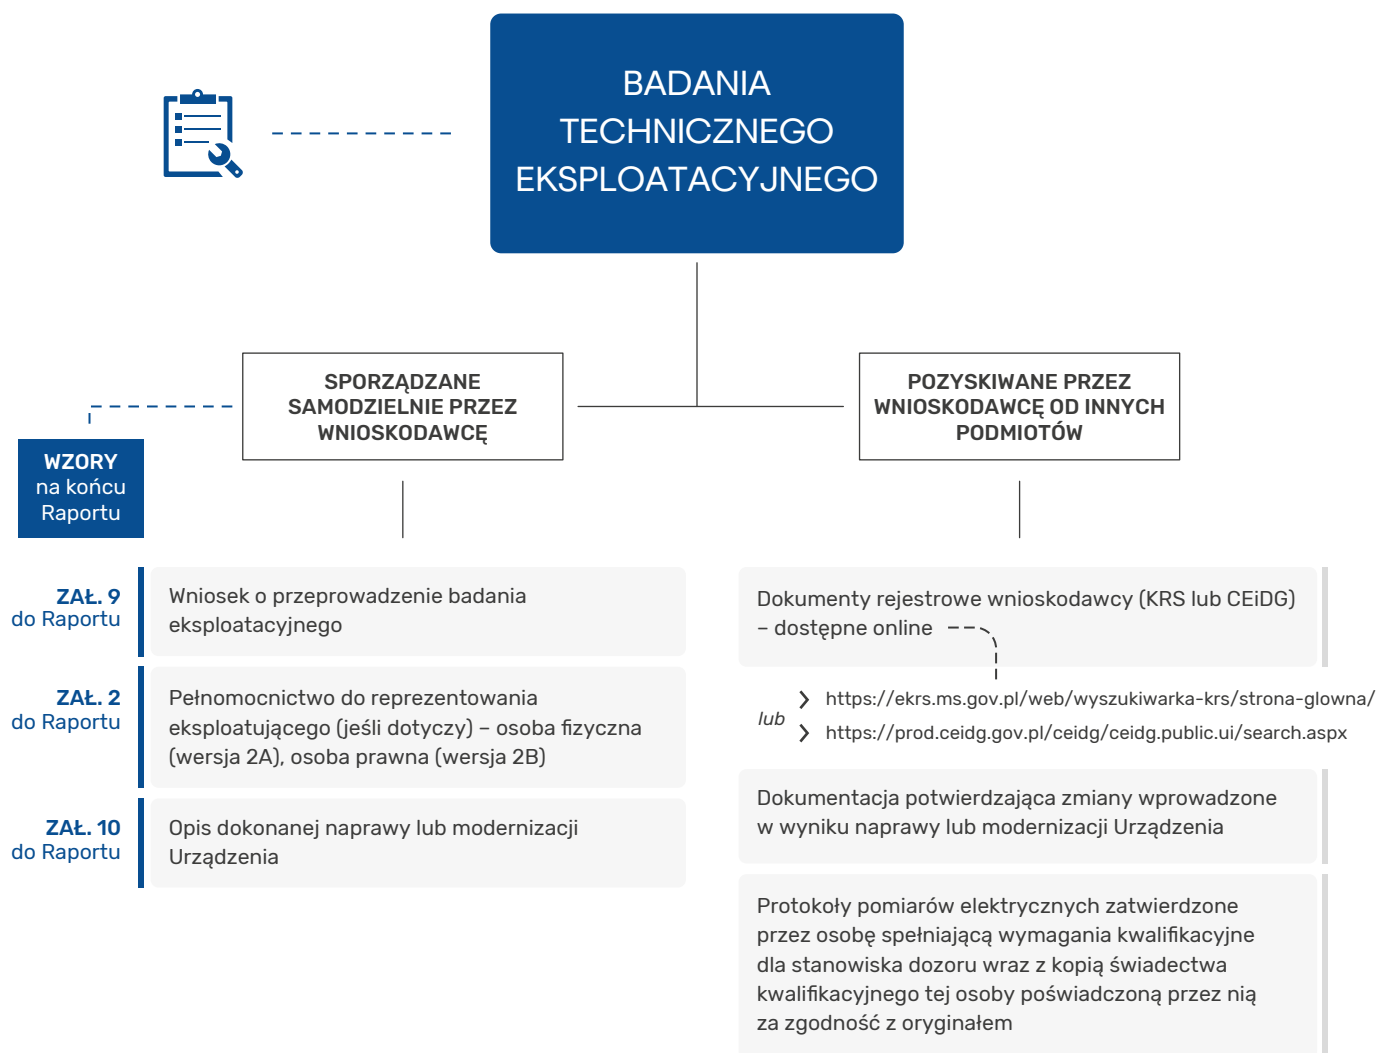 BADANIA
TECHNICZNEGO
EKSPLOATACYJNEGO
SPORZĄDZANE
SAMODZIELNIE PRZEZ
WNIOSKODAWCĘ
POZYSKIWANE PRZEZ
WNIOSKODAWCĘ OD INNYCH
PODMIOTÓW
WZORY
na końcu
Raportu
ZAŁ. 9
do Raportu
Wniosek o przeprowadzenie badania
eksploatacyjnego
ZAŁ. 2
do Raportu
Pełnomocnictwo do reprezentowania
eksploatującego (jeśli dotyczy) – osoba fizyczna
(wersja 2A), osoba prawna (wersja 2B)
ZAŁ. 10
do Raportu
Opis dokonanej naprawy lub modernizacji
Urządzenia
Dokumenty rejestrowe wnioskodawcy (KRS lub CEiDG)
– dostępne online
https://ekrs.ms.gov.pl/web/wyszukiwarka-krs/strona-glowna/
lub
https://prod.ceidg.gov.pl/ceidg/ceidg.public.ui/search.aspx
Dokumentacja potwierdzająca zmiany wprowadzone
w wyniku naprawy lub modernizacji Urządzenia
Protokoły pomiarów elektrycznych zatwierdzone
przez osobę spełniającą wymagania kwalifikacyjne
dla stanowiska dozoru wraz z kopią świadectwa
kwalifikacyjnego tej osoby poświadczoną przez nią
za zgodność z oryginałem